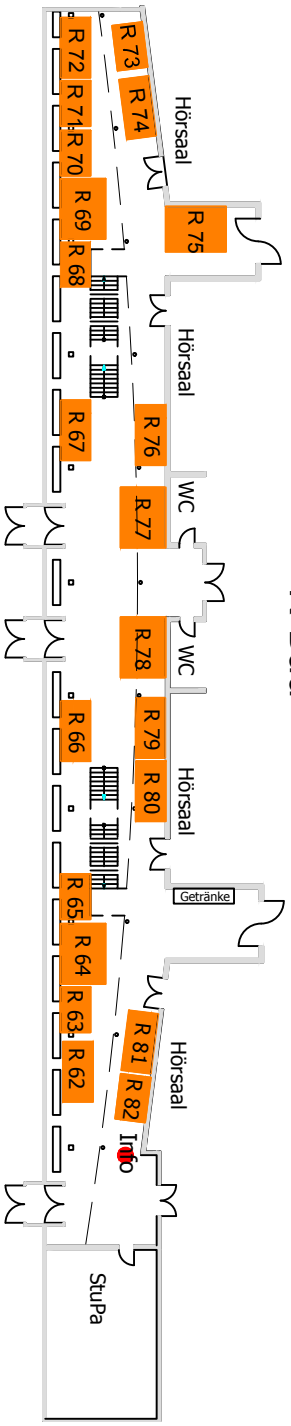 R 73
R 72
R 74
Hörsaal
R 71
R 70
R 69
R 75
R 68
Hörsaal
R 76
R 67
WC
R 77
R 78
WC
R 79
R 66
R 80
Hörsaal
R 65
Getränke
R 64
R 63
R 81
Hörsaal
R 62
R 82
Info
StuPa